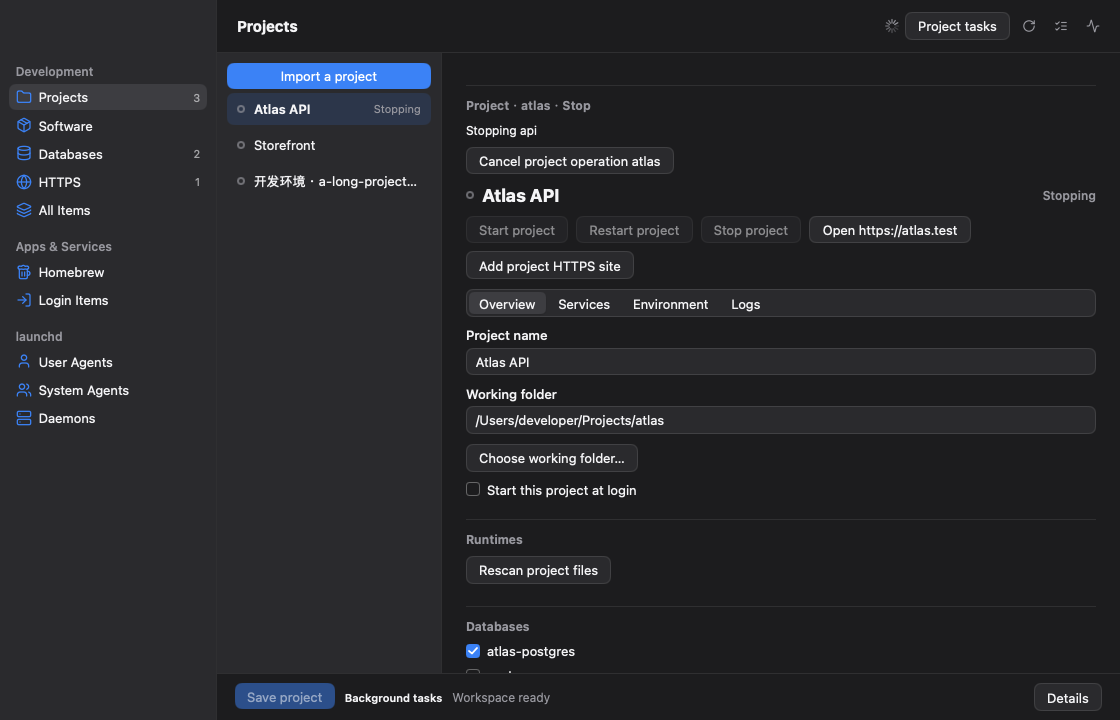 Projects
Project tasks
Development
Projects 3
Software
Databases 2
HTTPS 1
All Items
Apps & Services
Homebrew
Login Items
launchd
User Agents
System Agents
Daemons
Import a project
Atlas API Stopping
Storefront
开发环境 · a-long-project...
Project · atlas · Stop
Stopping api
Cancel project operation atlas
Atlas API Stopping
Start project Restart project Stop project Open https://atlas.test
Add project HTTPS site
Overview Services Environment Logs
Project name
Atlas API
Working folder
/Users/developer/Projects/atlas
Choose working folder...
Start this project at login
Runtimes
Rescan project files
Databases
atlas-postgres
Save project Background tasks Workspace ready Details